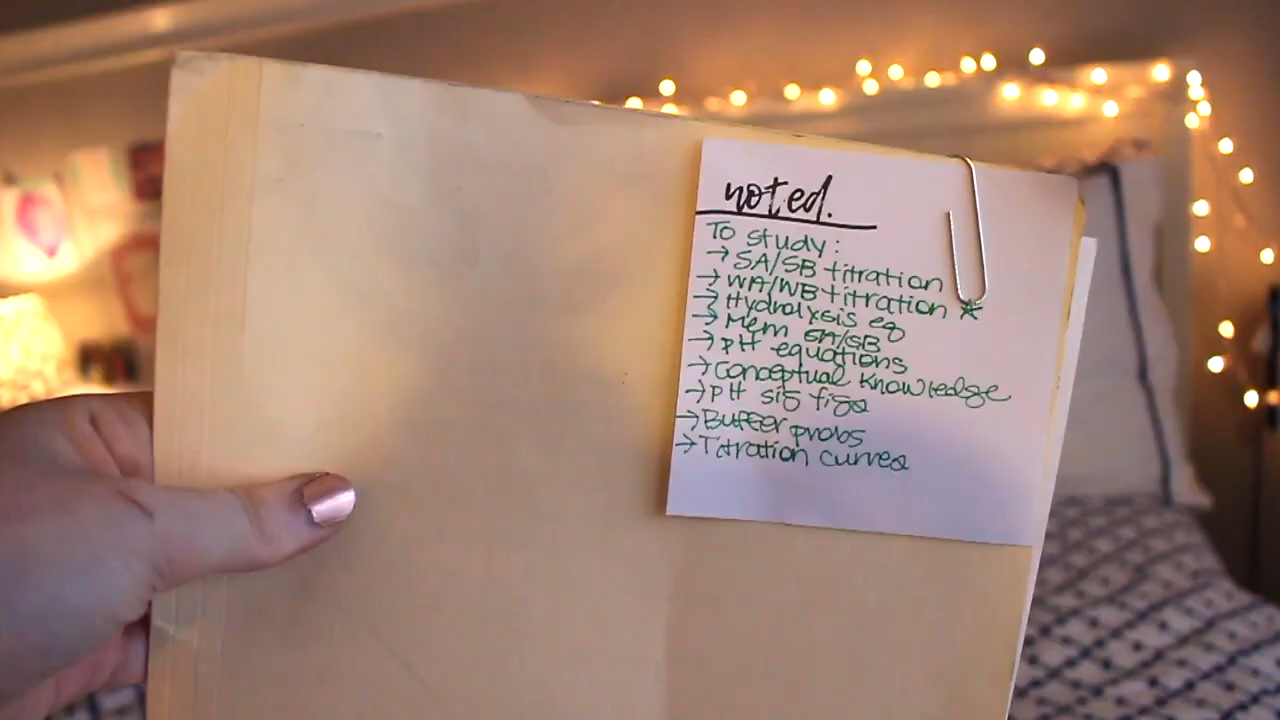 noted.
To study:
→ SA/SB titration
→ WA/WB titration *
→ Hydrolysis eq
→ Mem SA/SB
→ pH equations
→ conceptual knowledge
→ pH sig figs
→ Buffer probs
→ Titration curves